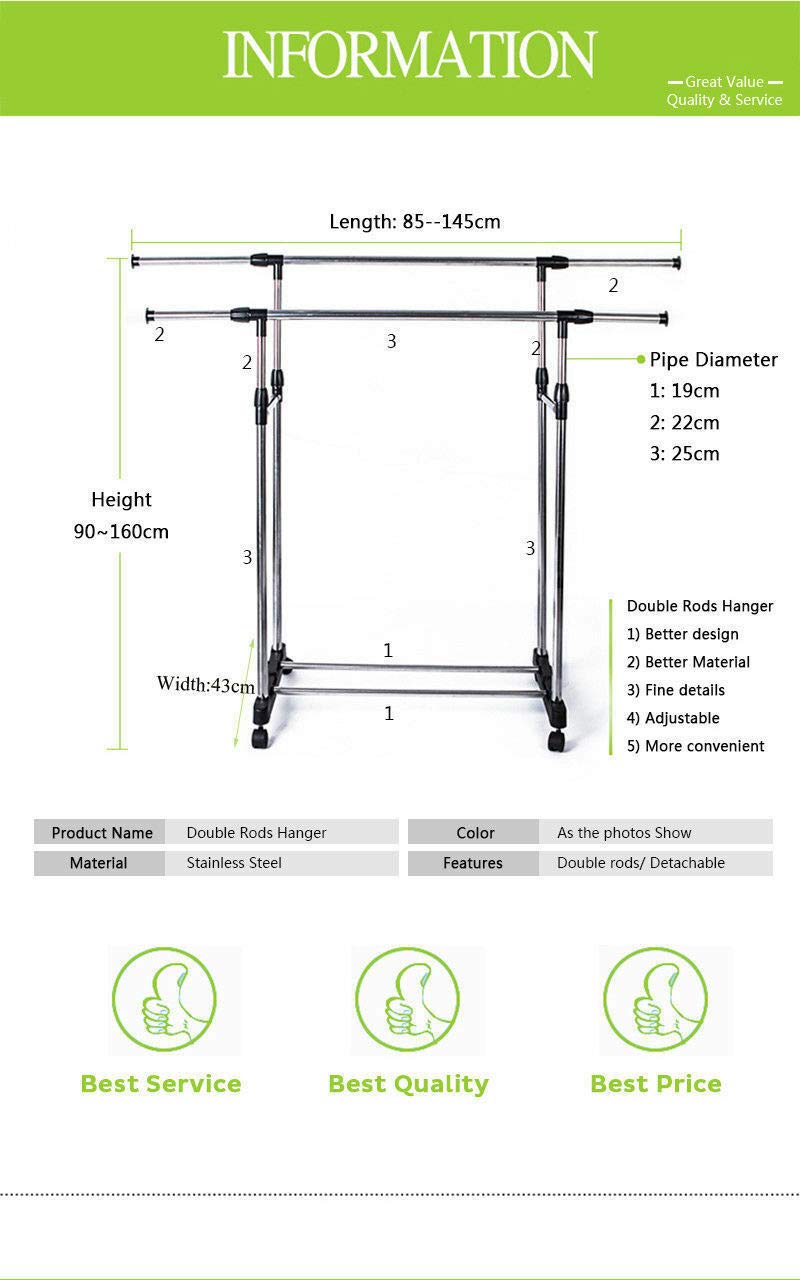 INFORMATION
Great Value
Quality & Service
Length: 85--145cm
2
2
3
2
2
Pipe Diameter
1: 19cm
2: 22cm
3: 25cm
Height
90~160cm
3
3
Double Rods Hanger
1) Better design
2) Better Material
3) Fine details
4) Adjustable
5) More convenient
1
Width:43cm
1
Product Name Double Rods Hanger Color As the photos Show
Material Stainless Steel Features Double rods/ Detachable
Best Service Best Quality Best Price